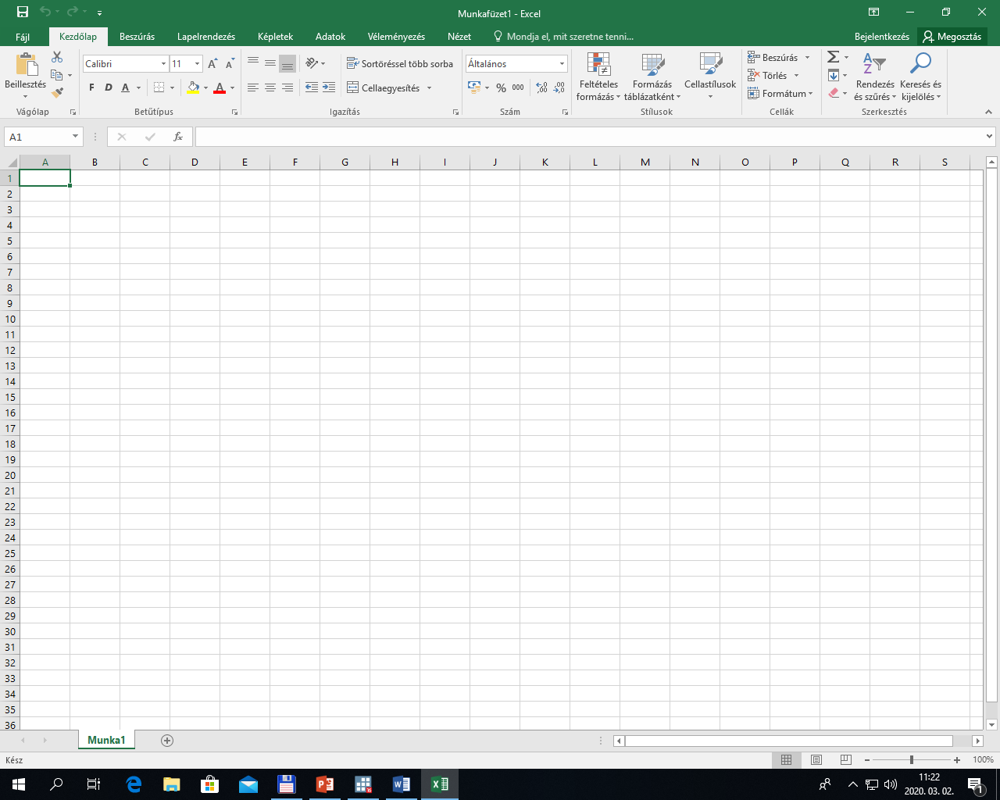 Munkafüzet1 - Excel
Fájl Kezdőlap Beszúrás Lapelrendezés Képletek Adatok Véleményezés Nézet Mondja el, mit szeretne tenni... Bejelentkezés Megosztás
Beillesztés
Vágólap
Calibri 11
F D A
Betűtípus
Sortöréssel több sorba
Cellaegyesítés
Igazítás
Általános
% 000
Szám
Feltételes formázás
Formázás táblázatként
Cellastílusok
Stílusok
Beszúrás
Törlés
Formátum
Cellák
Rendezés és szűrés
Keresés és kijelölés
Szerkesztés
A1 fx
A B C D E F G H I J K L M N O P Q R S
1
2
3
4
5
6
7
8
9
10
11
12
13
14
15
16
17
18
19
20
21
22
23
24
25
26
27
28
29
30
31
32
33
34
35
36
Munka1
Kész 100%
11:22
2020. 03. 02.
1